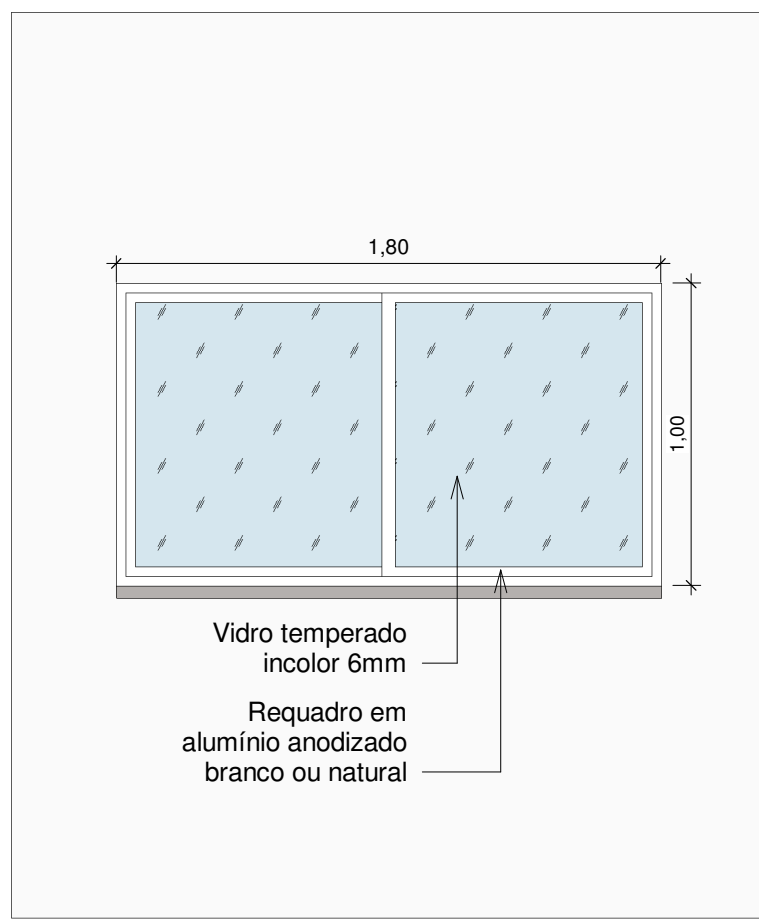 1,80
1,00
Vidro temperado
incolor 6mm
Requadro em
alumínio anodizado
branco ou natural